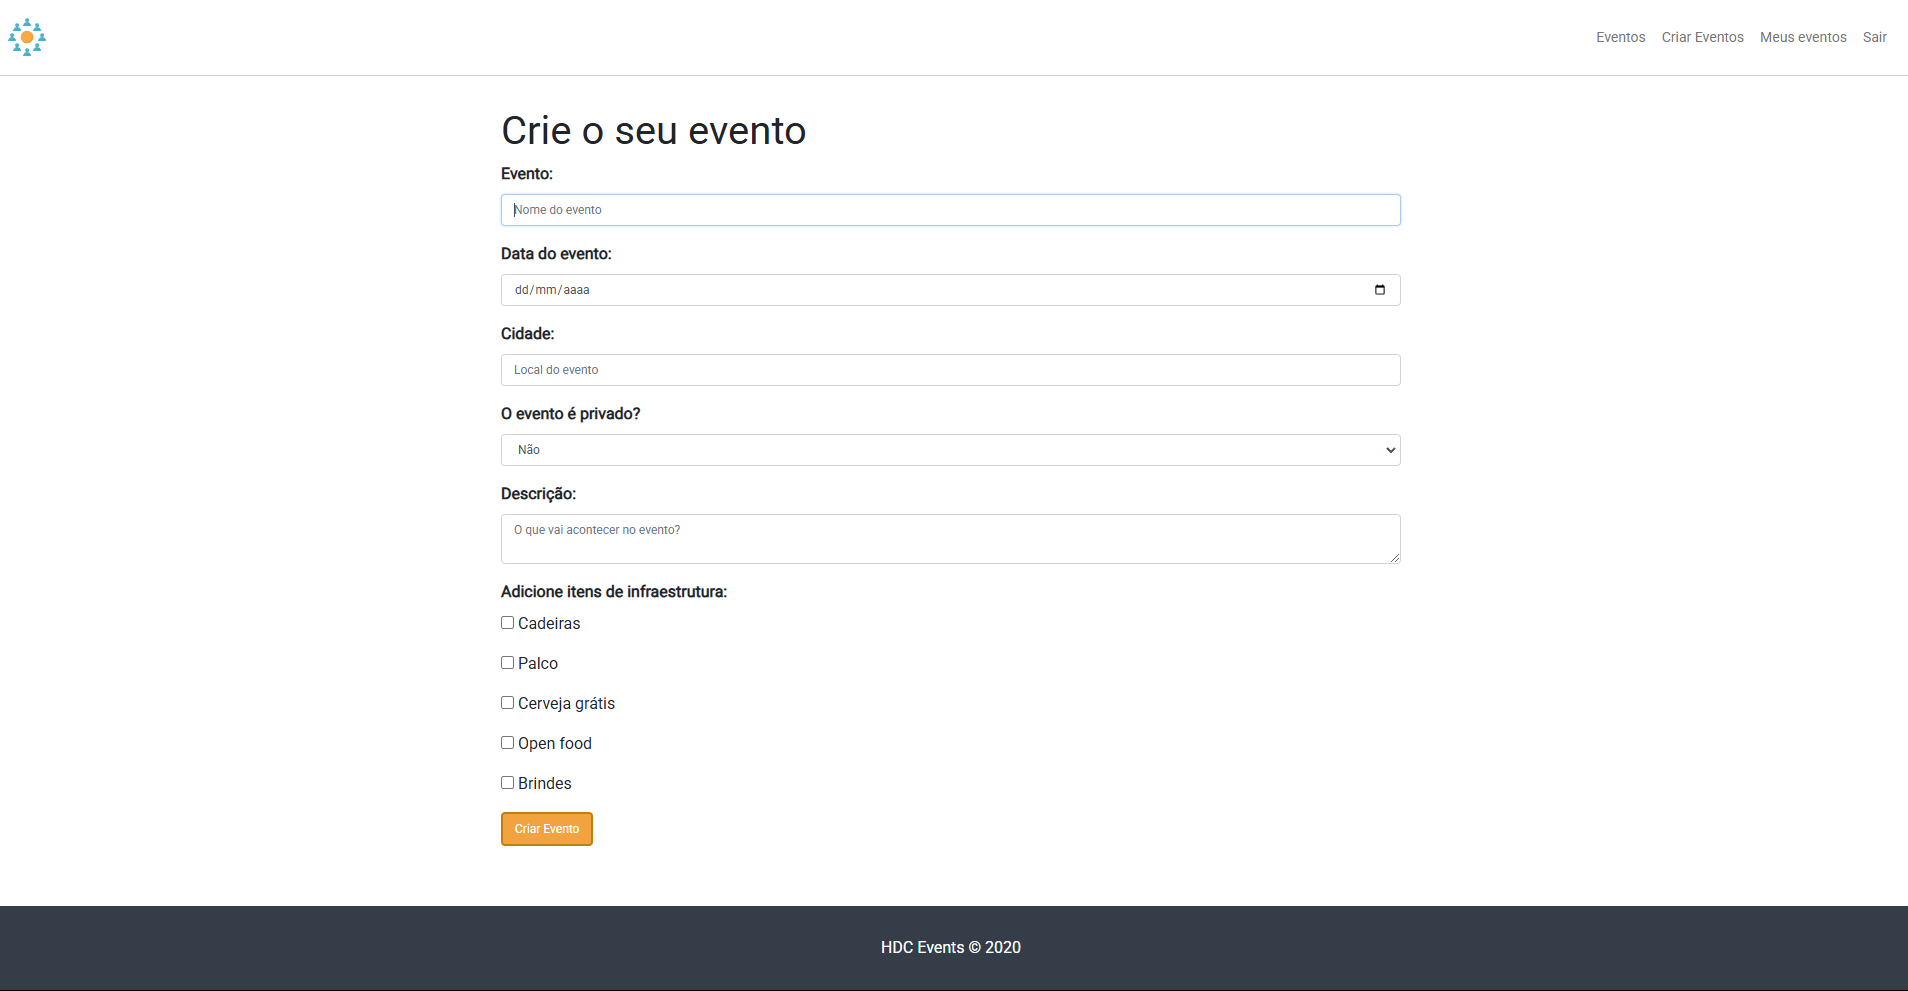 Eventos Criar Eventos Meus eventos Sair
Crie o seu evento
Evento:
Nome do evento
Data do evento:
dd/mm/aaaa
Cidade:
Local do evento
O evento é privado?
Não
Descrição:
O que vai acontecer no evento?
Adicione itens de infraestrutura:
Cadeiras
Palco
Cerveja grátis
Open food
Brindes
Criar Evento
HDC Events © 2020